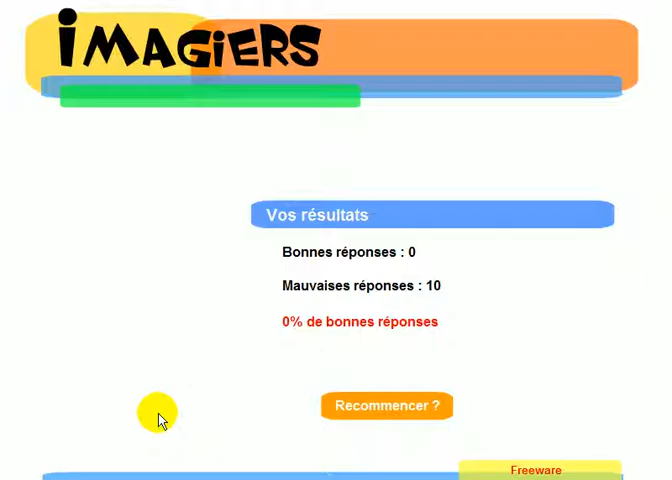 iMAGiERS
Vos résultats
Bonnes réponses : 0
Mauvaises réponses : 10
0% de bonnes réponses
Recommencer ?
Freeware